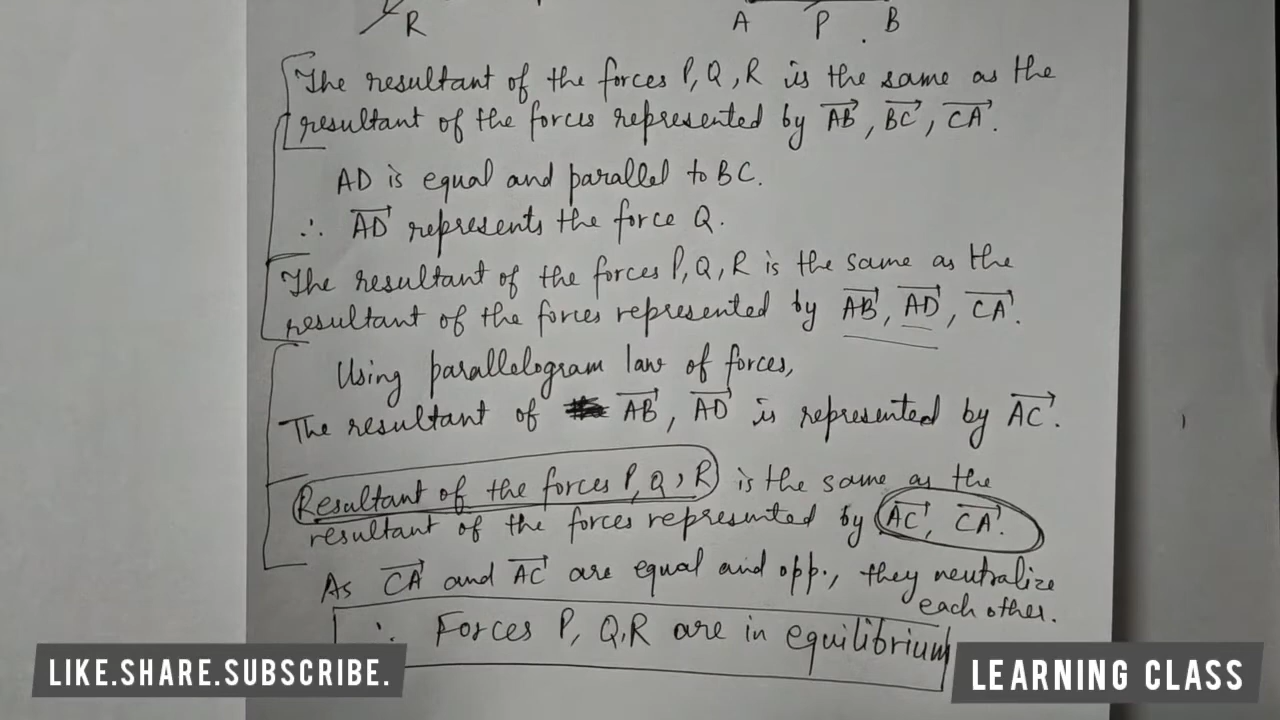 R
A P B
The resultant of the forces P, Q, R is the same as the
resultant of the forces represented by AB, BC, CA.
AD is equal and parallel to BC.
∴ AD represents the force Q.
The resultant of the forces P, Q, R is the same as the
resultant of the forces represented by AB, AD, CA.
Using parallelogram law of forces,
The resultant of AB, AD is represented by AC.
Resultant of the forces P, Q, R is the same as the
resultant of the forces represented by AC, CA.
As CA and AC are equal and opp., they neutralize
each other.
∴ Forces P, Q, R are in equilibrium
LIKE.SHARE.SUBSCRIBE.
LEARNING CLASS